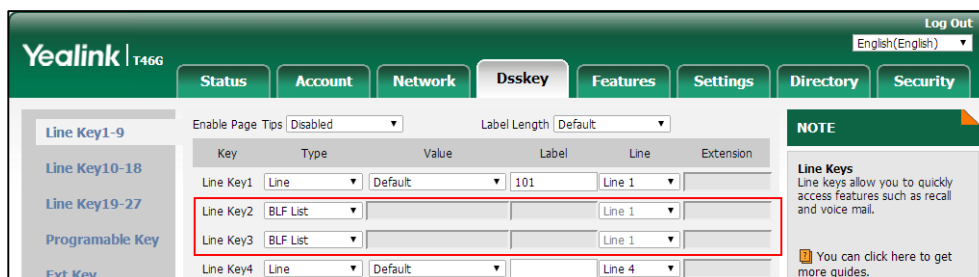 Log Out
English(English)
Yealink | T46G
Status Account Network Dsskey Features Settings Directory Security
Line Key1-9
Line Key10-18
Line Key19-27
Programable Key
Ext Key
Enable Page Tips Disabled Label Length Default
Key Type Value Label Line Extension
Line Key1 Line Default 101 Line 1
Line Key2 BLF List Line 1
Line Key3 BLF List Line 1
Line Key4 Line Default Line 4
NOTE
Line Keys
Line keys allow you to quickly
access features such as recall
and voice mail.
You can click here to get
more guides.